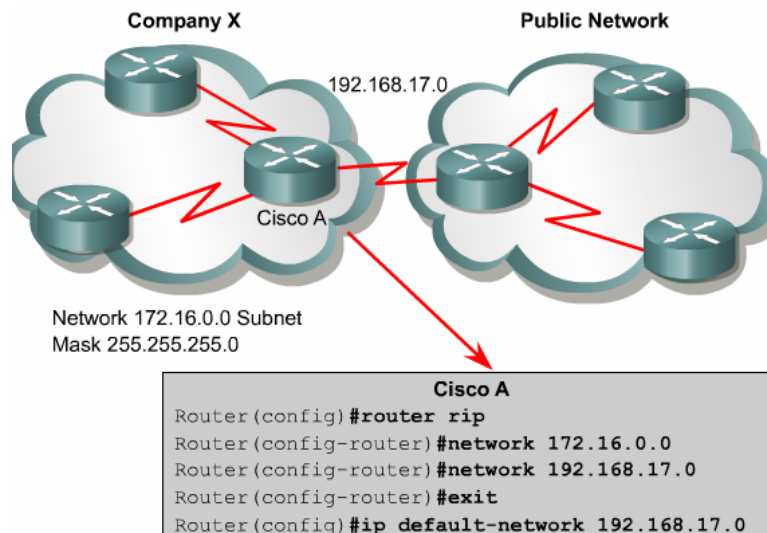 Company X
Public Network
192.168.17.0
Cisco A
Network 172.16.0.0 Subnet
Mask 255.255.255.0
Cisco A
Router(config)#router rip
Router(config-router)#network 172.16.0.0
Router(config-router)#network 192.168.17.0
Router(config-router)#exit
Router(config)#ip default-network 192.168.17.0